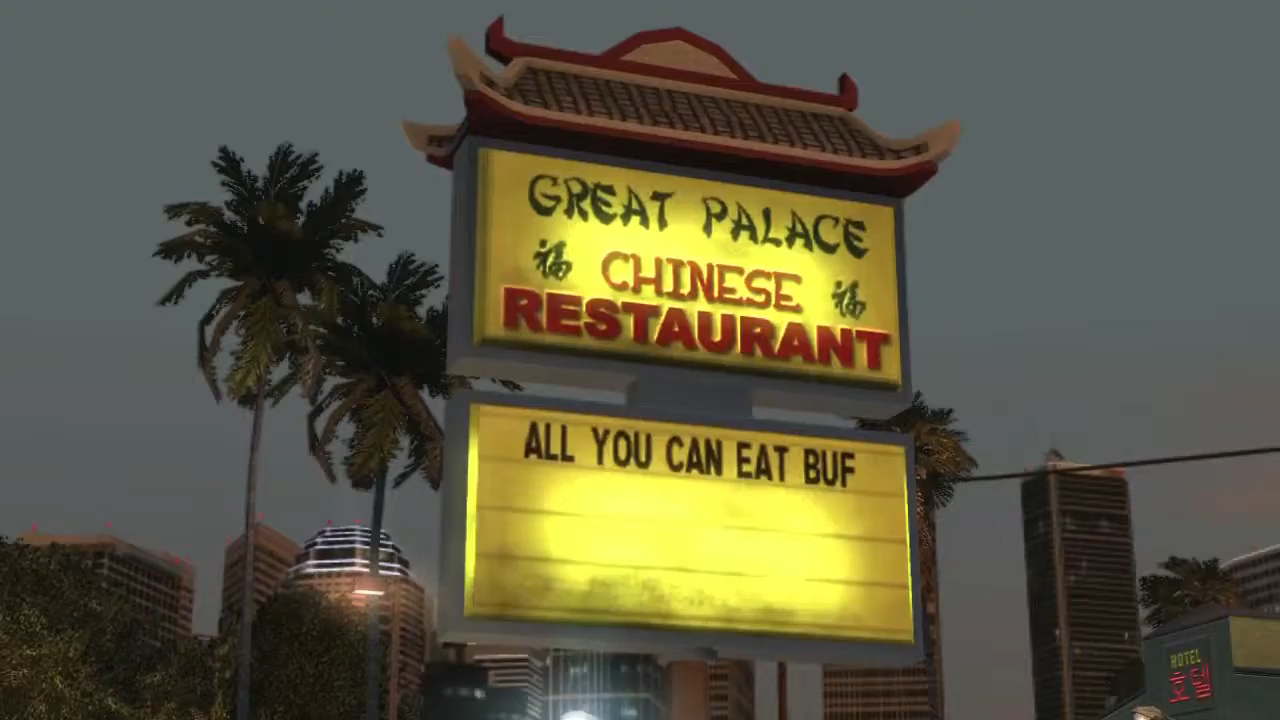 GREAT PALACE
福 CHINESE 福
RESTAURANT
ALL YOU CAN EAT BUF
HOTEL
호텔